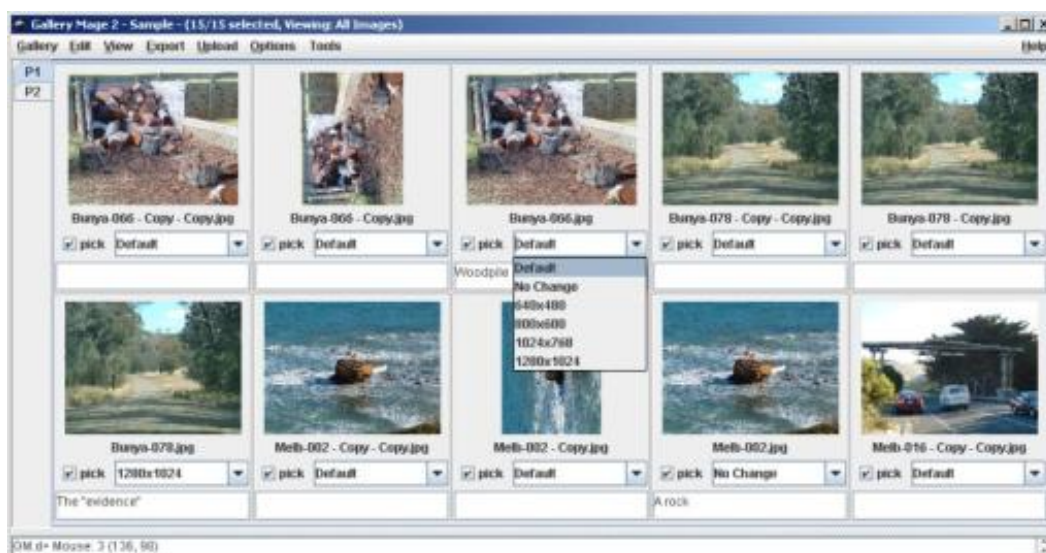 Gallery Mage 2 - Sample - (15/15 selected, Viewing: All Images)
Gallery Edit View Export Upload Options Tools Help
P1
P2
Bunya-066 - Copy - Copy.jpg Bunya-066 - Copy.jpg Bunya-066.jpg Bunya-078 - Copy - Copy.jpg Bunya-078 - Copy.jpg
pick Default pick Default pick Default pick Default pick Default
Woodpile
Default
No Change
640x480
800x600
1024x768
1280x1024
Bunya-078.jpg Melb-002 - Copy - Copy.jpg Melb-002 - Copy.jpg Melb-002.jpg Melb-016 - Copy - Copy.jpg
pick 1280x1024 pick Default pick Default pick No Change pick Default
The "evidence" A rock
Mouse: 3 (136, 98)